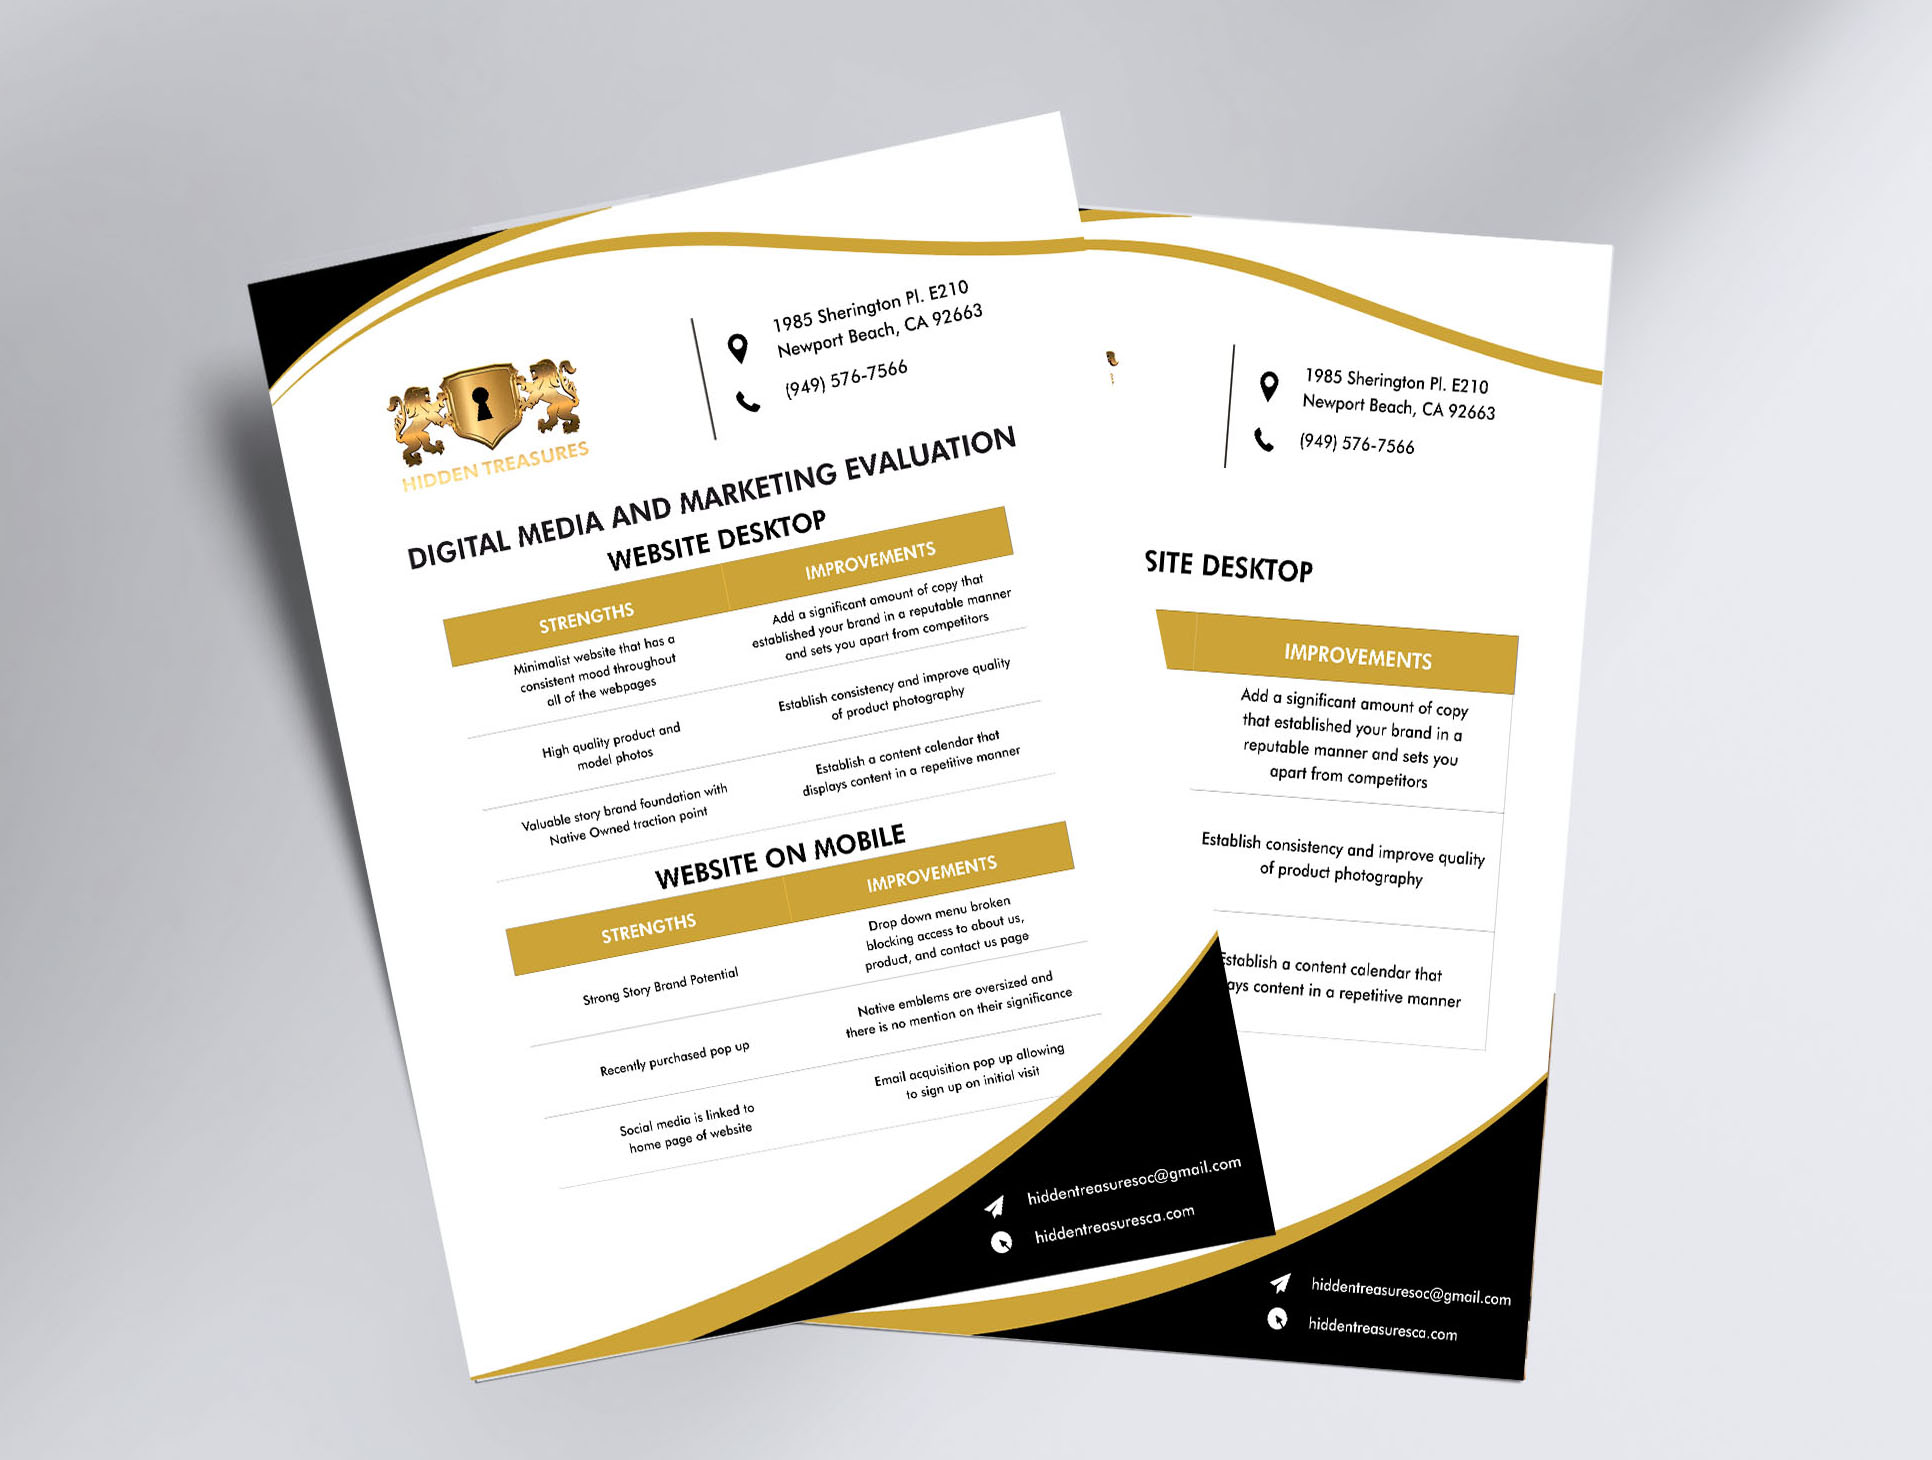 1985 Sherington Pl. E210
Newport Beach, CA 92663
(949) 576-7566
HIDDEN TREASURES
DIGITAL MEDIA AND MARKETING EVALUATION
WEBSITE DESKTOP
STRENGTHS
IMPROVEMENTS
Minimalist website that has a
consistent mood throughout
all of the webpages
Add a significant amount of copy that
established your brand in a reputable manner
and sets you apart from competitors
High quality product and
model photos
Establish consistency and improve quality
of product photography
Valuable story brand foundation with
Native Owned traction point
Establish a content calendar that
displays content in a repetitive manner
WEBSITE ON MOBILE
STRENGTHS
IMPROVEMENTS
Strong Story Brand Potential
Drop down menu broken
blocking access to about us,
product, and contact us page
Recently purchased pop up
Native emblems are oversized and
there is no mention on their significance
Social media is linked to
home page of website
Email acquisition pop up allowing
to sign up on initial visit
hiddentreasuresoc@gmail.com
hiddentreasuresca.com
1985 Sherington Pl. E210
Newport Beach, CA 92663
(949) 576-7566
SITE DESKTOP
IMPROVEMENTS
Add a significant amount of copy
that established your brand in a
reputable manner and sets you
apart from competitors
Establish consistency and improve quality
of product photography
Establish a content calendar that
ays content in a repetitive manner
hiddentreasuresoc@gmail.com
hiddentreasuresca.com